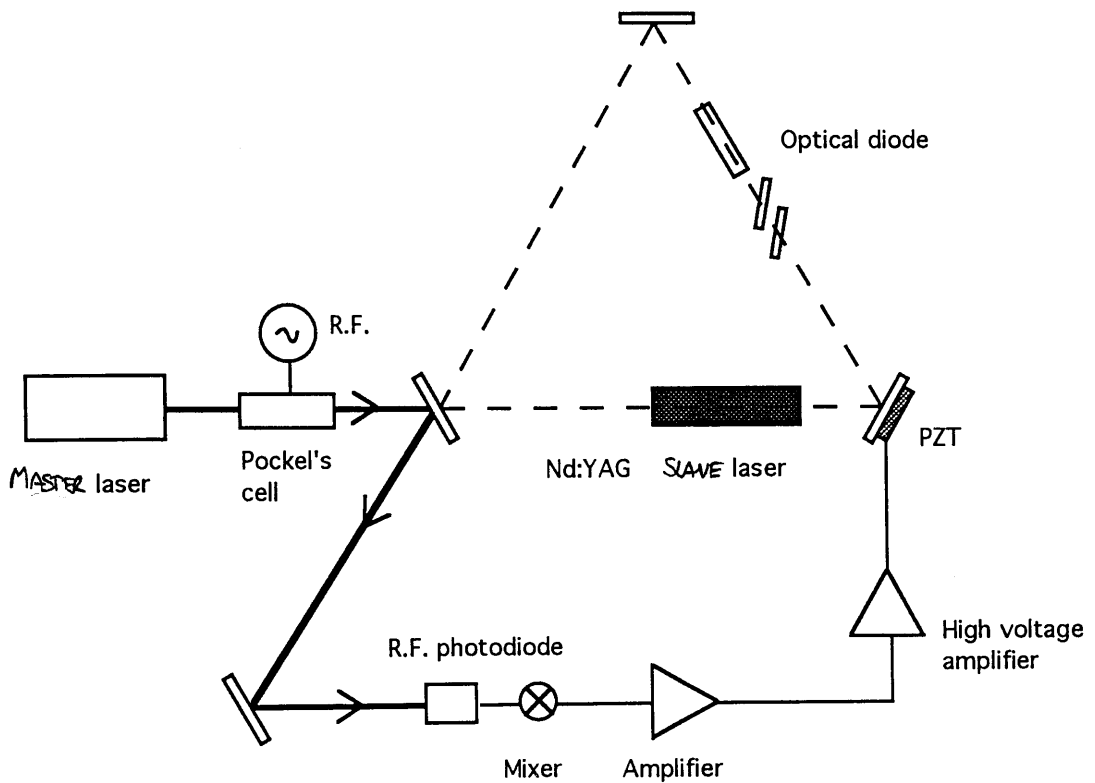 Optical diode
R.F.
MASTER laser
Pockel's
cell
Nd:YAG SLAVE laser
PZT
R.F. photodiode
High voltage
amplifier
Mixer
Amplifier